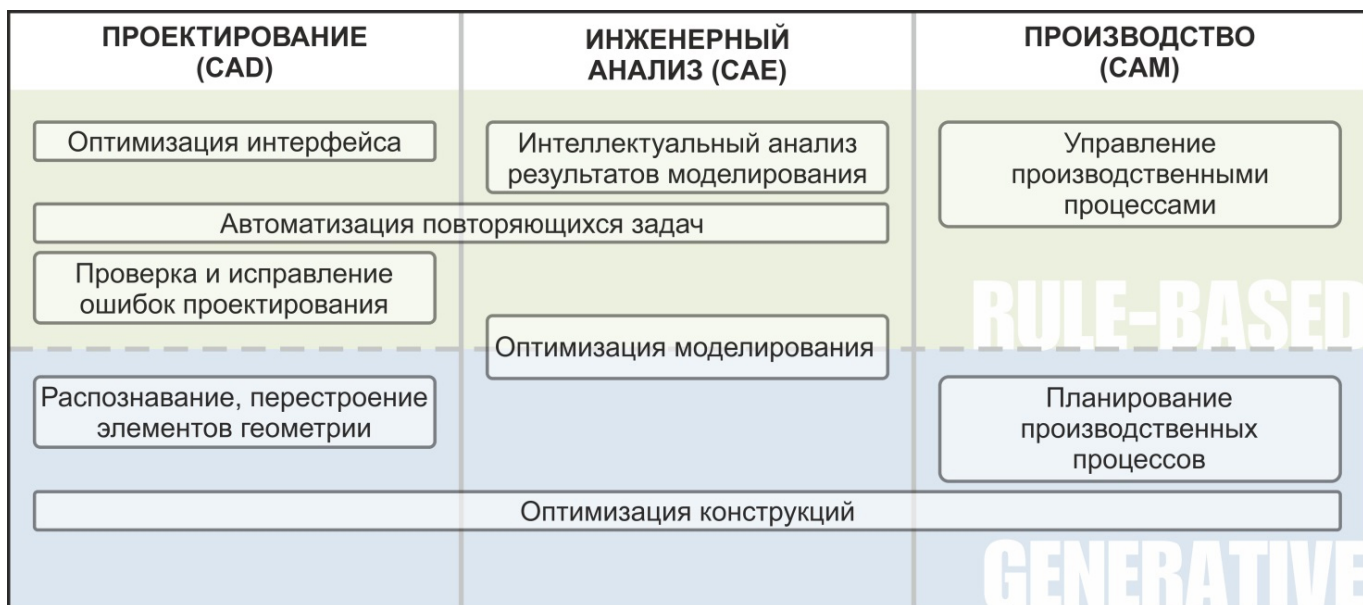 ПРОЕКТИРОВАНИЕ
(CAD)
ИНЖЕНЕРНЫЙ
АНАЛИЗ (CAE)
ПРОИЗВОДСТВО
(CAM)
Оптимизация интерфейса
Интеллектуальный анализ
результатов моделирования
Управление
производственными
процессами
Автоматизация повторяющихся задач
Проверка и исправление
ошибок проектирования
RULE-BASED
Оптимизация моделирования
Распознавание, перестроение
элементов геометрии
Планирование
производственных
процессов
Оптимизация конструкций
GENERATIVE